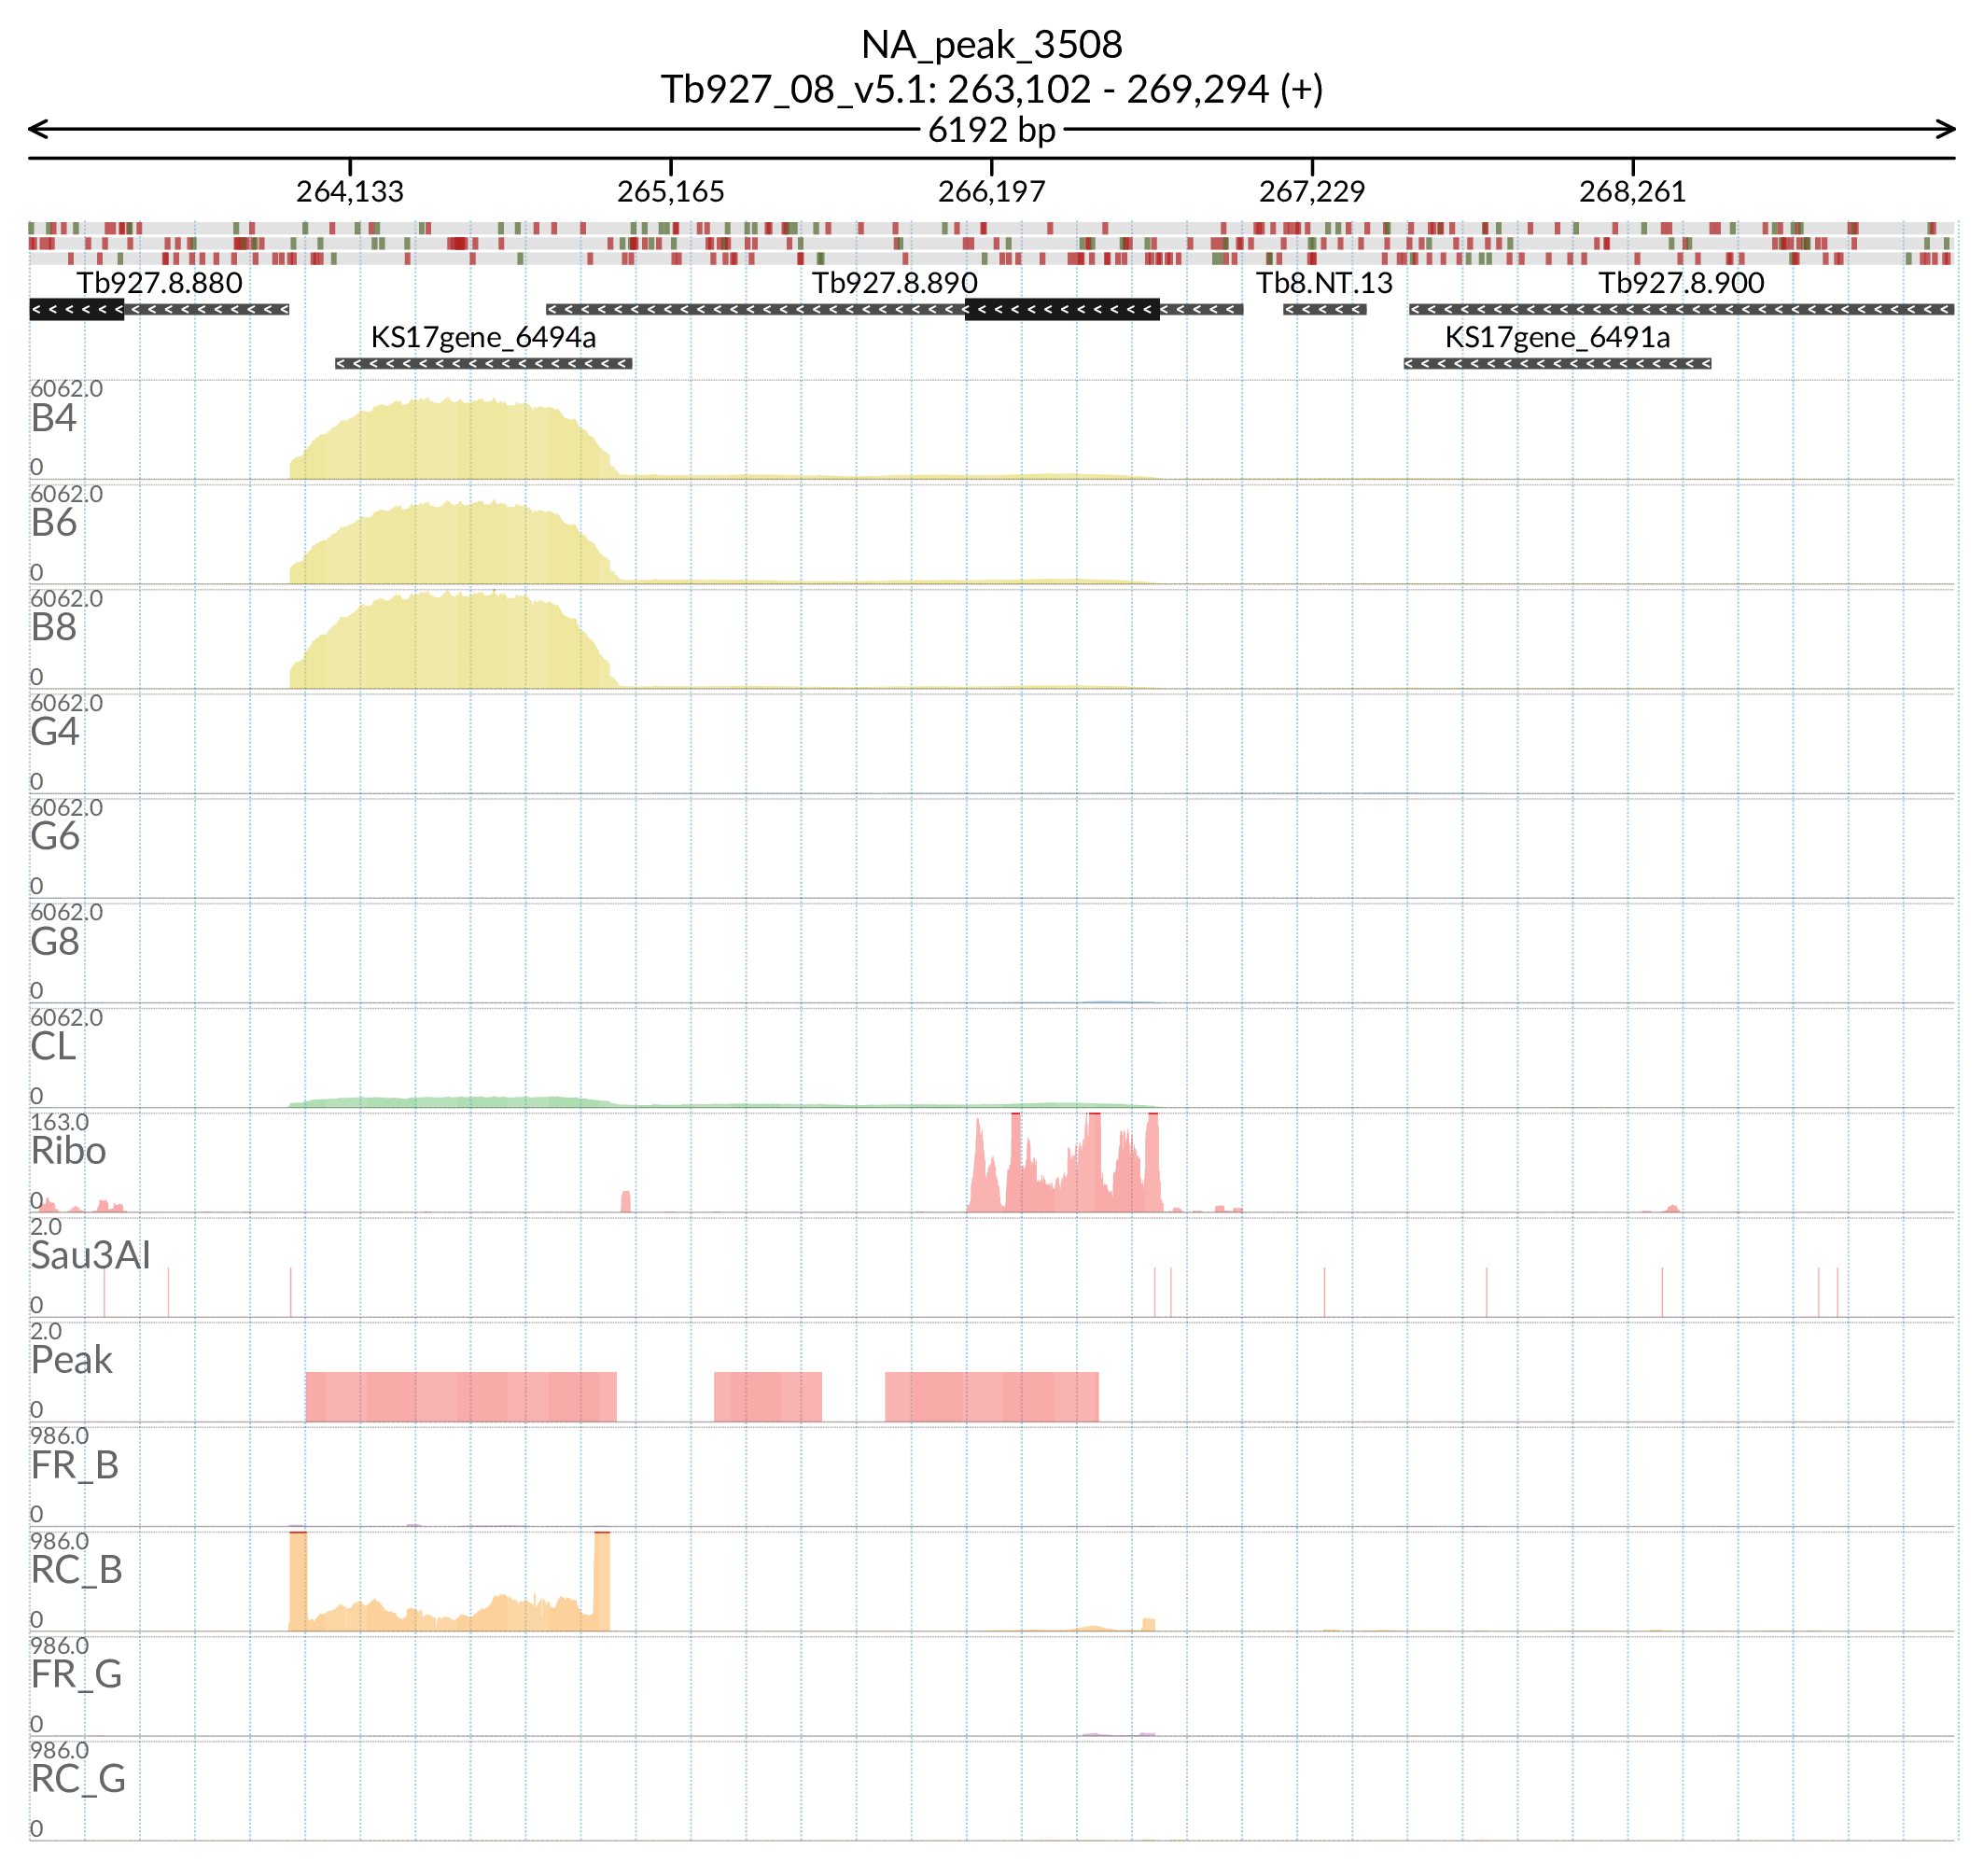 NA_peak_3508
Tb927_08_v5.1: 263,102 - 269,294 (+)
6192 bp
264,133 265,165 266,197 267,229 268,261
Tb927.8.880 Tb927.8.890 Tb8.NT.13 Tb927.8.900
KS17gene_6494a KS17gene_6491a
6062.0
B4
0
6062.0
B6
0
6062.0
B8
0
6062.0
G4
0
6062.0
G6
0
6062.0
G8
0
6062.0
CL
0
163.0
Ribo
0
2.0
Sau3AI
0
2.0
Peak
0
986.0
FR_B
0
986.0
RC_B
0
986.0
FR_G
0
986.0
RC_G
0